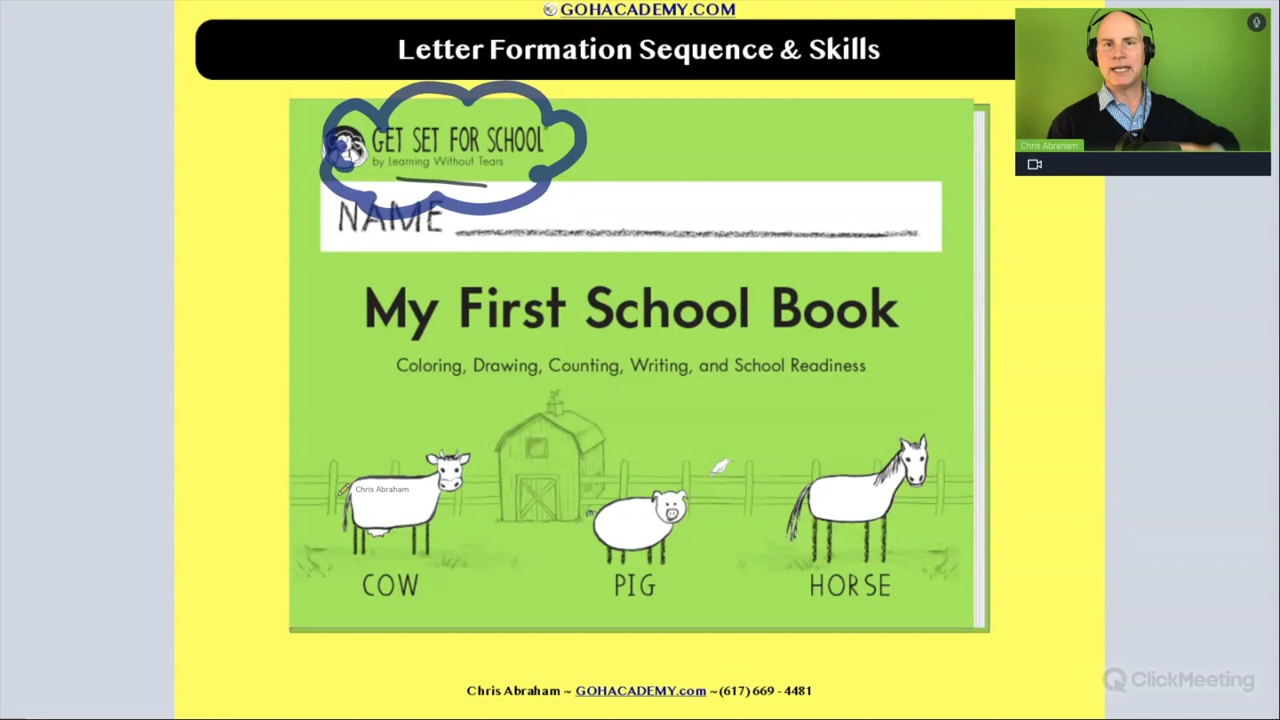 GOHACADEMY.COM
Letter Formation Sequence & Skills
Chris Abraham
GET SET FOR SCHOOL
by Learning Without Tears
NAME
My First School Book
Coloring, Drawing, Counting, Writing, and School Readiness
Chris Abraham
COW PIG HORSE
ClickMeeting
Chris Abraham ~ GOHACADEMY.com ~(617) 669 - 4481